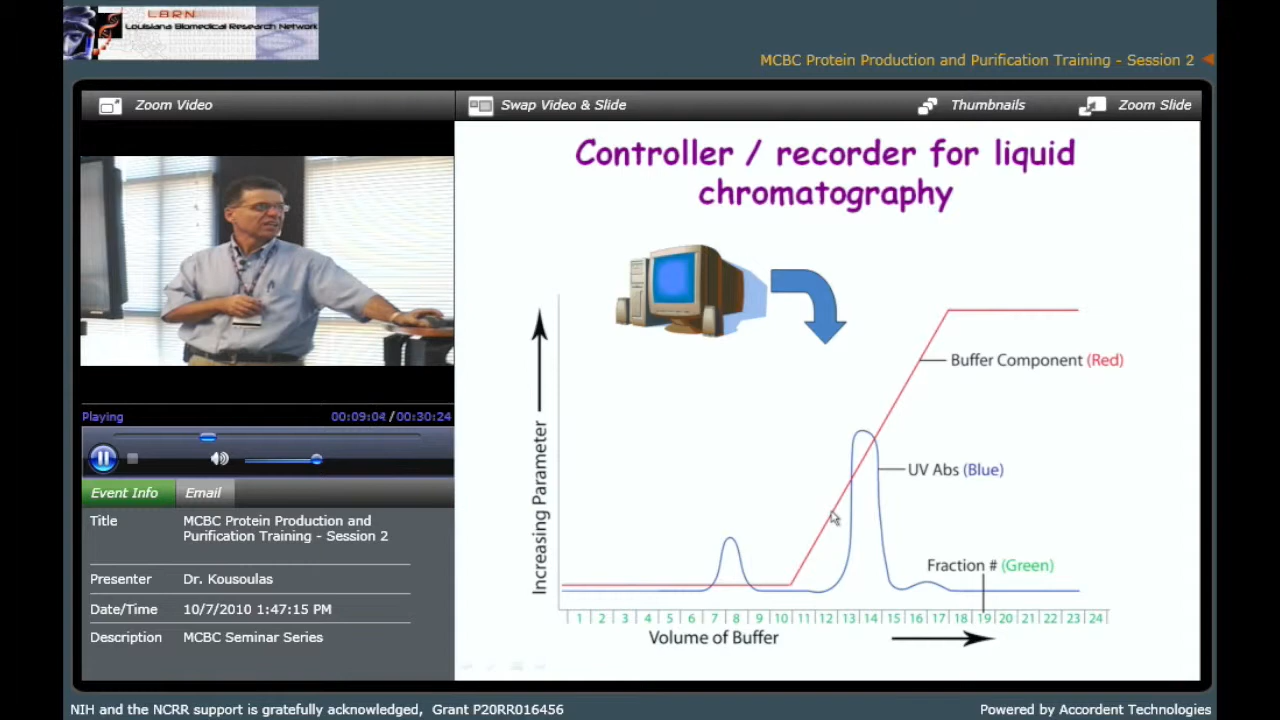 LBRN
Louisiana Biomedical Research Network
MCBC Protein Production and Purification Training - Session 2
Zoom Video
Swap Video & Slide
Thumbnails
Zoom Slide
Controller / recorder for liquid
chromatography
Increasing Parameter
Buffer Component (Red)
UV Abs (Blue)
Fraction # (Green)
1 2 3 4 5 6 7 8 9 10 11 12 13 14 15 16 17 18 19 20 21 22 23 24
Volume of Buffer
Playing
00:09:04 / 00:30:24
Event Info
Email
Title
MCBC Protein Production and
Purification Training - Session 2
Presenter
Dr. Kousoulas
Date/Time
10/7/2010 1:47:15 PM
Description
MCBC Seminar Series
NIH and the NCRR support is gratefully acknowledged, Grant P20RR016456
Powered by Accordent Technologies